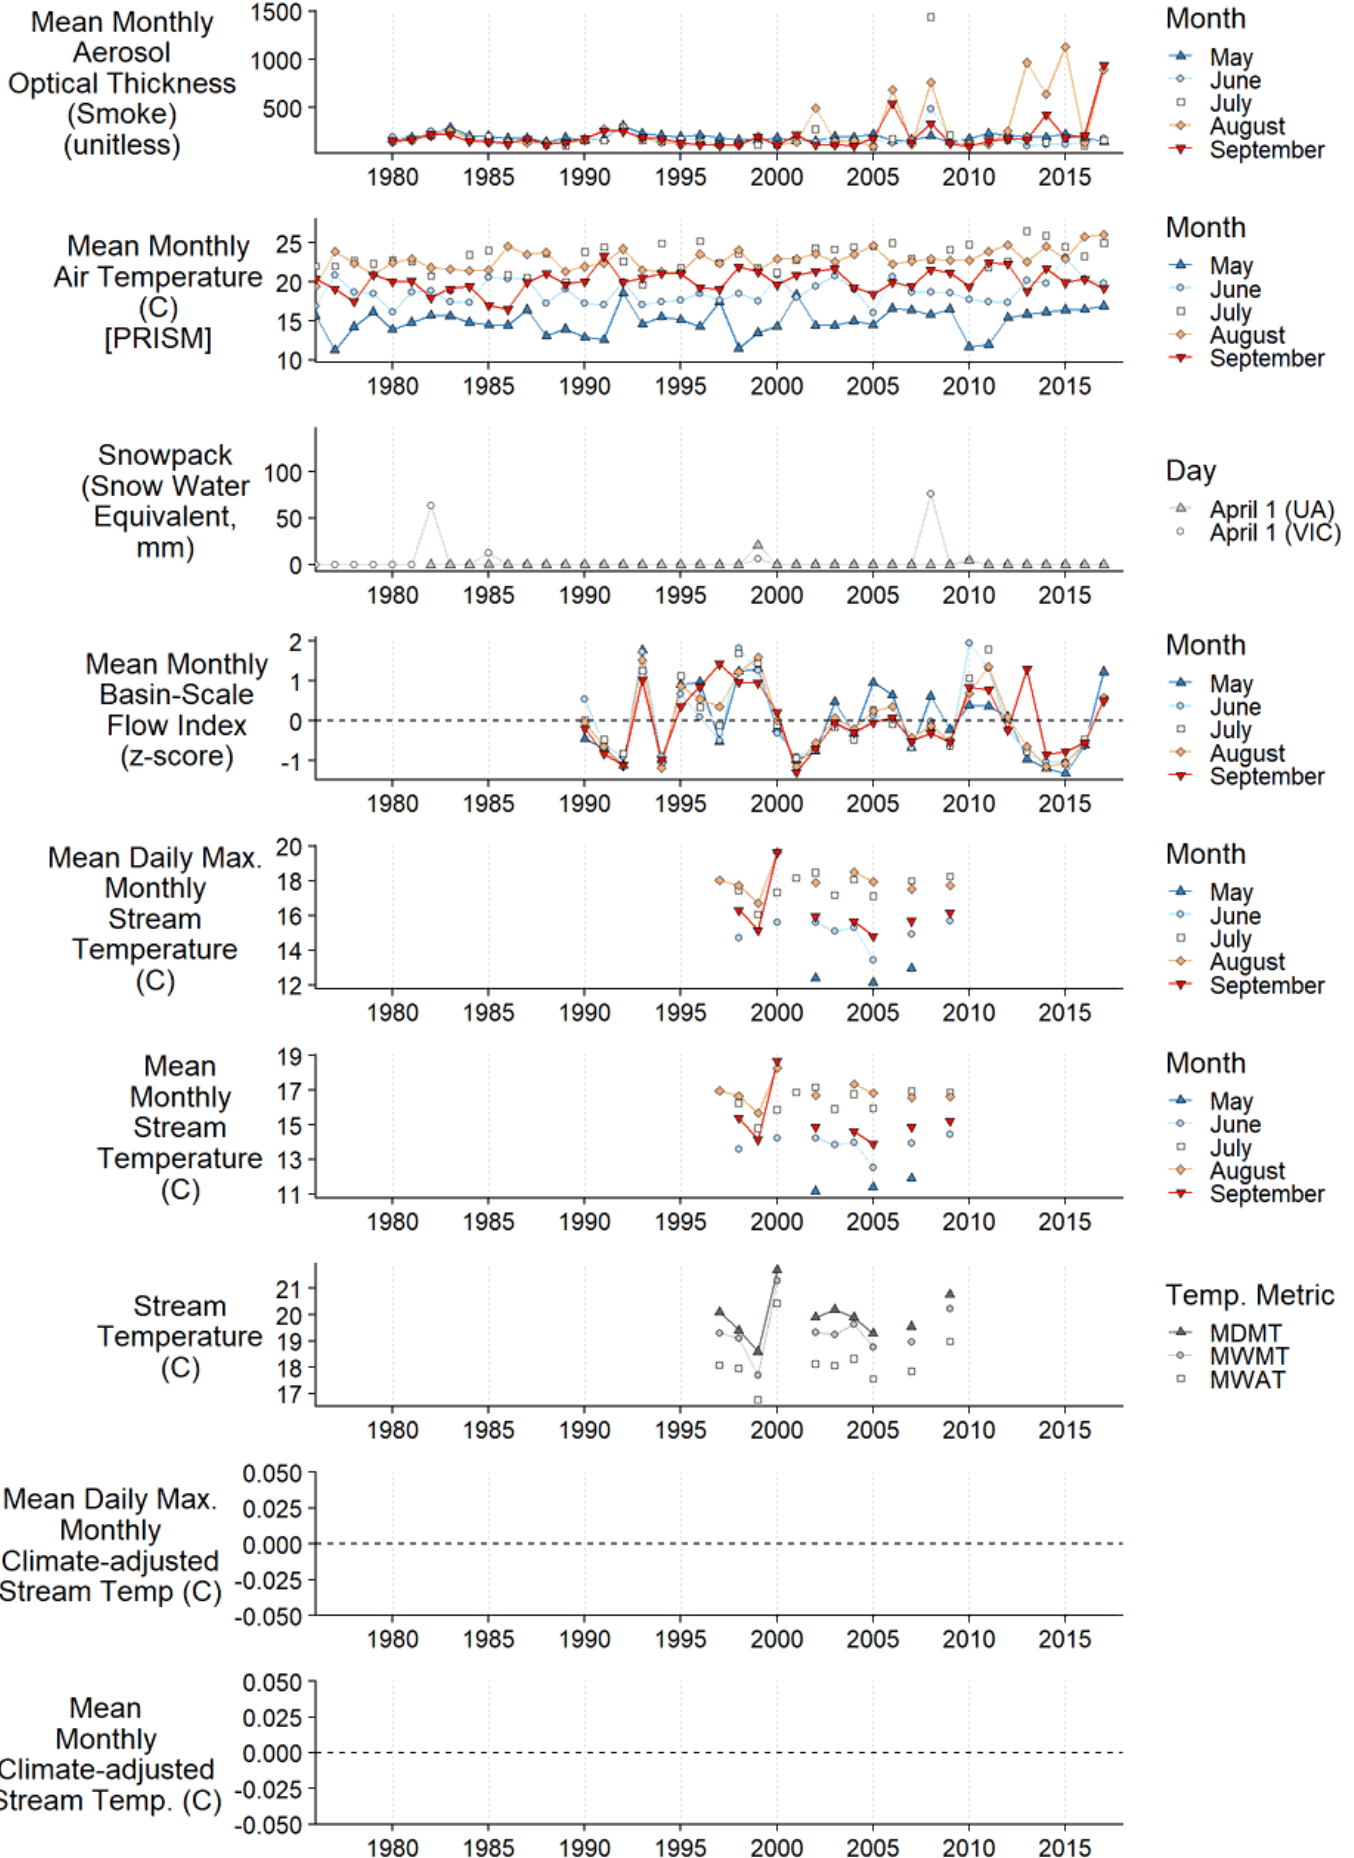 Mean Monthly
Aerosol
Optical Thickness
(Smoke)
(unitless)
1500
1000
500
1980 1985 1990 1995 2000 2005 2010 2015
Month
May
June
July
August
September
Mean Monthly
Air Temperature
(C)
[PRISM]
25
20
15
10
1980 1985 1990 1995 2000 2005 2010 2015
Month
May
June
July
August
September
Snowpack
(Snow Water
Equivalent,
mm)
100
50
0
1980 1985 1990 1995 2000 2005 2010 2015
Day
April 1 (UA)
April 1 (VIC)
Mean Monthly
Basin-Scale
Flow Index
(z-score)
2
1
0
-1
1980 1985 1990 1995 2000 2005 2010 2015
Month
May
June
July
August
September
Mean Daily Max.
Monthly
Stream
Temperature
(C)
20
18
16
14
12
1980 1985 1990 1995 2000 2005 2010 2015
Month
May
June
July
August
September
Mean
Monthly
Stream
Temperature
(C)
19
17
15
13
11
1980 1985 1990 1995 2000 2005 2010 2015
Month
May
June
July
August
September
Stream
Temperature
(C)
21
20
19
18
17
1980 1985 1990 1995 2000 2005 2010 2015
Temp. Metric
MDMT
MWMT
MWAT
Mean Daily Max.
Monthly
Climate-adjusted
Stream Temp (C)
0.050
0.025
0.000
-0.025
-0.050
1980 1985 1990 1995 2000 2005 2010 2015
Mean
Monthly
Climate-adjusted
Stream Temp. (C)
0.050
0.025
0.000
-0.025
-0.050
1980 1985 1990 1995 2000 2005 2010 2015